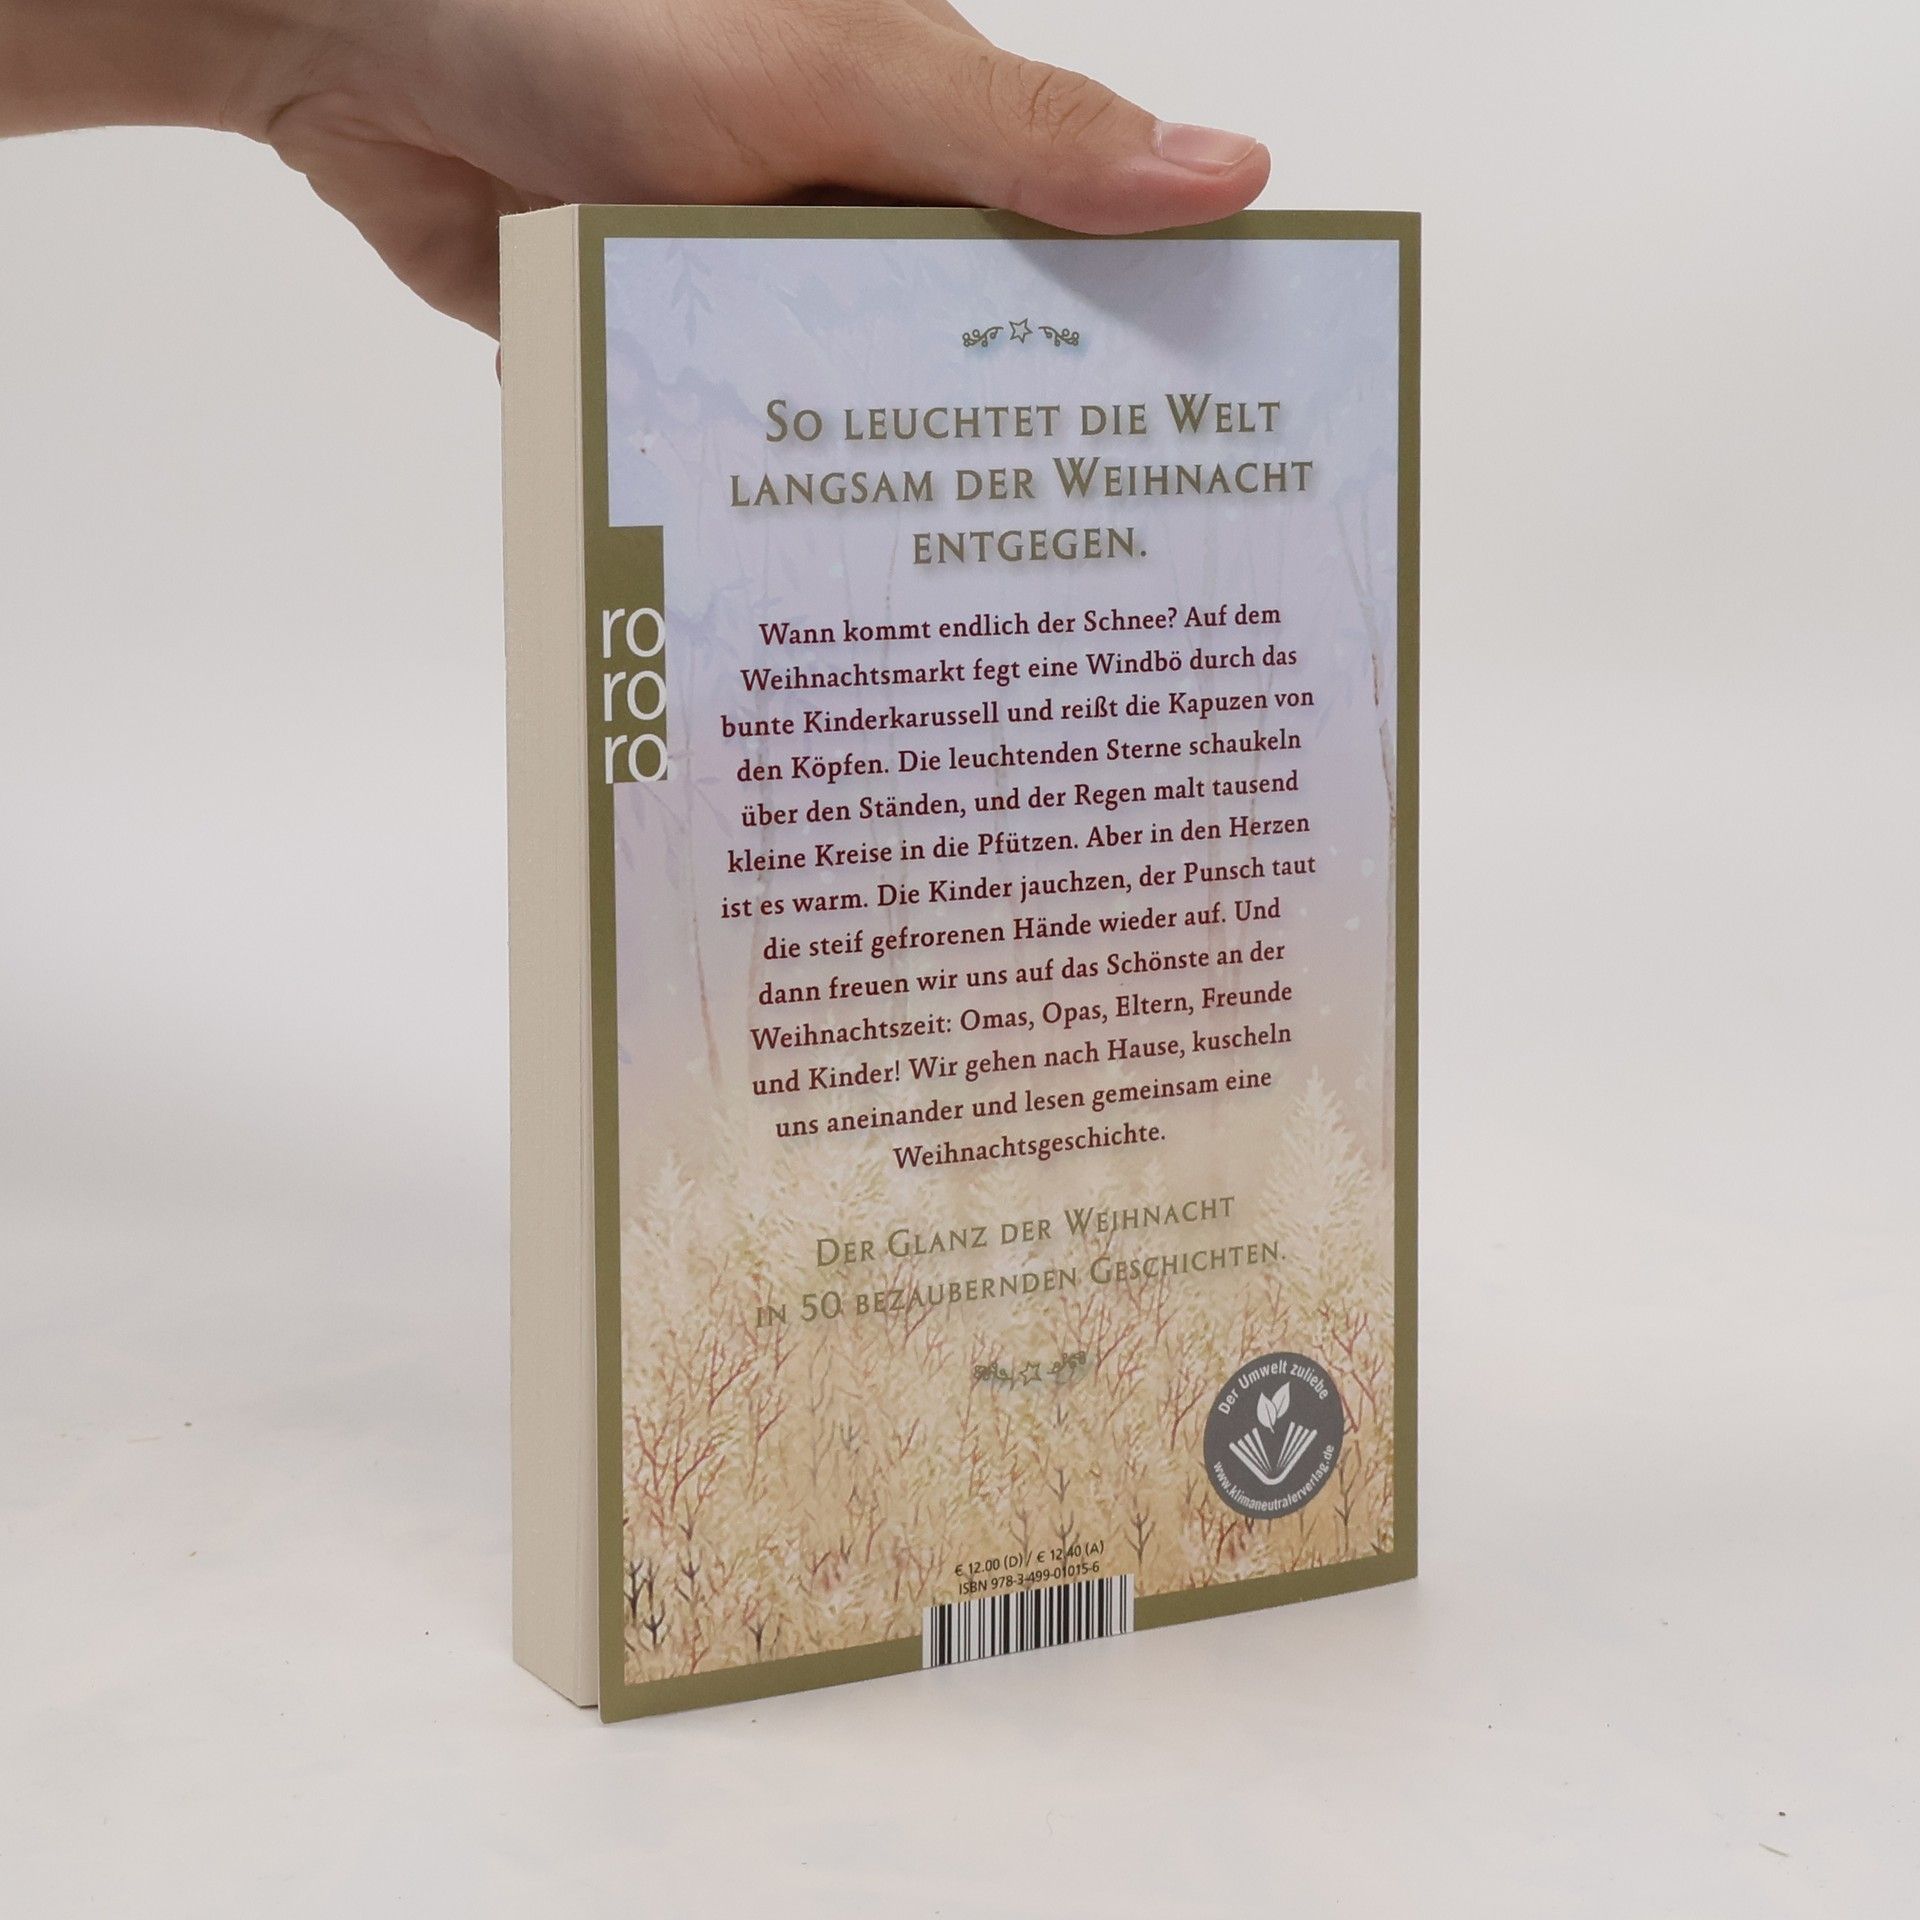 So leuchtet die Welt
langsam der Weihnacht
entgegen.
ro
ro
ro
Wann kommt endlich der Schnee? Auf dem
Weihnachtsmarkt fegt eine Windbö durch das
bunte Kinderkarussell und reißt die Kapuzen von
den Köpfen. Die leuchtenden Sterne schaukeln
über den Ständen, und der Regen malt tausend
kleine Kreise in die Pfützen. Aber in den Herzen
ist es warm. Die Kinder jauchzen, der Punsch taut
die steif gefrorenen Hände wieder auf. Und
dann freuen wir uns auf das Schönste an der
Weihnachtszeit: Omas, Opas, Eltern, Freunde
und Kinder! Wir gehen nach Hause, kuscheln
uns aneinander und lesen gemeinsam eine
Weihnachtsgeschichte.
Der Glanz der Weihnacht
in 50 bezaubernden Geschichten.
Der Umwelt zuliebe
www.klimaneutralerverlag.de
€ 12.00 (D) / € 12.40 (A)
ISBN 978-3-499-01015-6